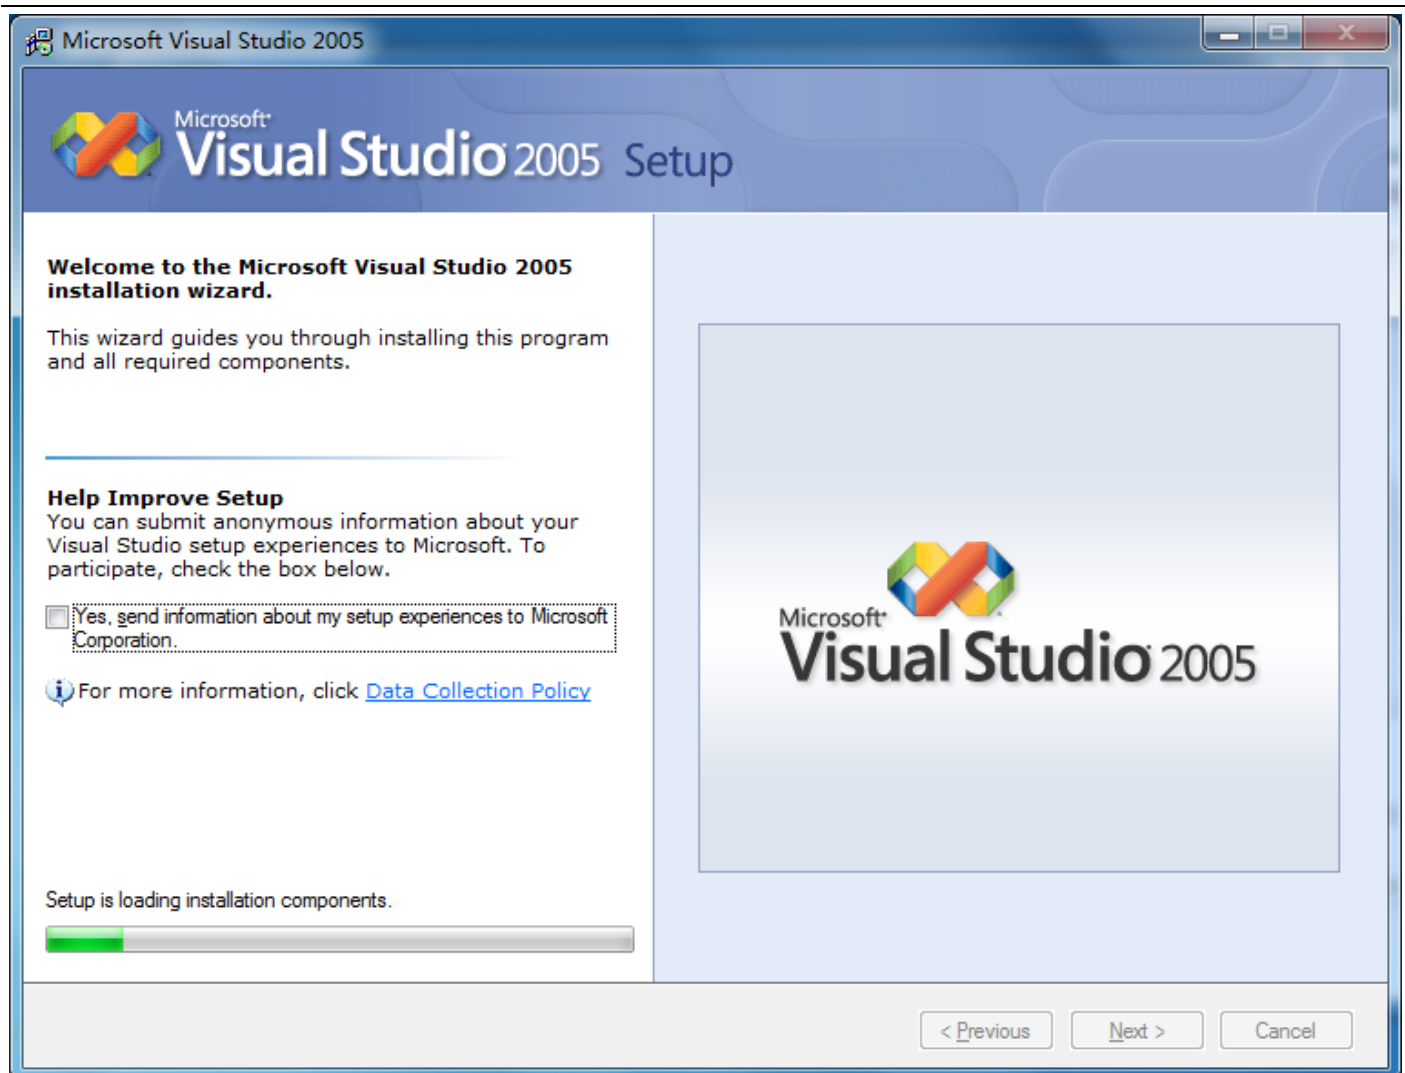 Microsoft Visual Studio 2005
Microsoft
Visual Studio 2005 Setup
Welcome to the Microsoft Visual Studio 2005
installation wizard.
This wizard guides you through installing this program
and all required components.
Help Improve Setup
You can submit anonymous information about your
Visual Studio setup experiences to Microsoft. To
participate, check the box below.
Yes, send information about my setup experiences to Microsoft
Corporation.
For more information, click Data Collection Policy
Microsoft
Visual Studio 2005
Setup is loading installation components.
< Previous
Next >
Cancel